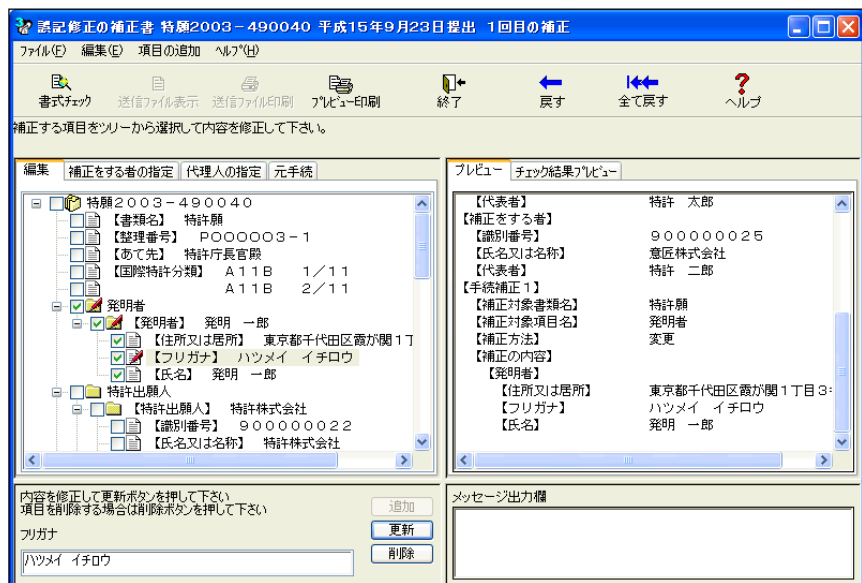 誤記修正の補正書 特願2003-490040 平成15年9月23日提出 1回目の補正
ファイル(F) 編集(E) 項目の追加 ヘルプ(H)
書式チェック 送信ファイル表示 送信ファイル印刷 プレビュー印刷 終了 戻す 全て戻す ヘルプ
補正する項目をツリーから選択して内容を修正して下さい。
編集 補正をする者の指定 代理人の指定 元手続
特願2003-490040
【書類名】 特許願
【整理番号】 P000003-1
【あて先】 特許庁長官殿
【国際特許分類】 A11B 1/11
A11B 2/11
発明者
【発明者】 発明 一郎
【住所又は居所】 東京都千代田区霞が関1丁
【フリガナ】 ハツメイ イチロウ
【氏名】 発明 一郎
特許出願人
【特許出願人】 特許株式会社
【識別番号】 900000022
【氏名又は名称】 特許株式会社
プレビュー チェック結果プレビュー
【代表者】 特許 太郎
【補正をする者】
【識別番号】 900000025
【氏名又は名称】 意匠株式会社
【代表者】 特許 二郎
【手続補正1】
【補正対象書類名】 特許願
【補正対象項目名】 発明者
【補正方法】 変更
【補正の内容】
【発明者】
【住所又は居所】 東京都千代田区霞が関1丁目3
【フリガナ】 ハツメイ イチロウ
【氏名】 発明 一郎
内容を修正して更新ボタンを押して下さい
項目を削除する場合は削除ボタンを押して下さい
追加
フリガナ
更新
ハツメイ イチロウ
削除
メッセージ出力欄